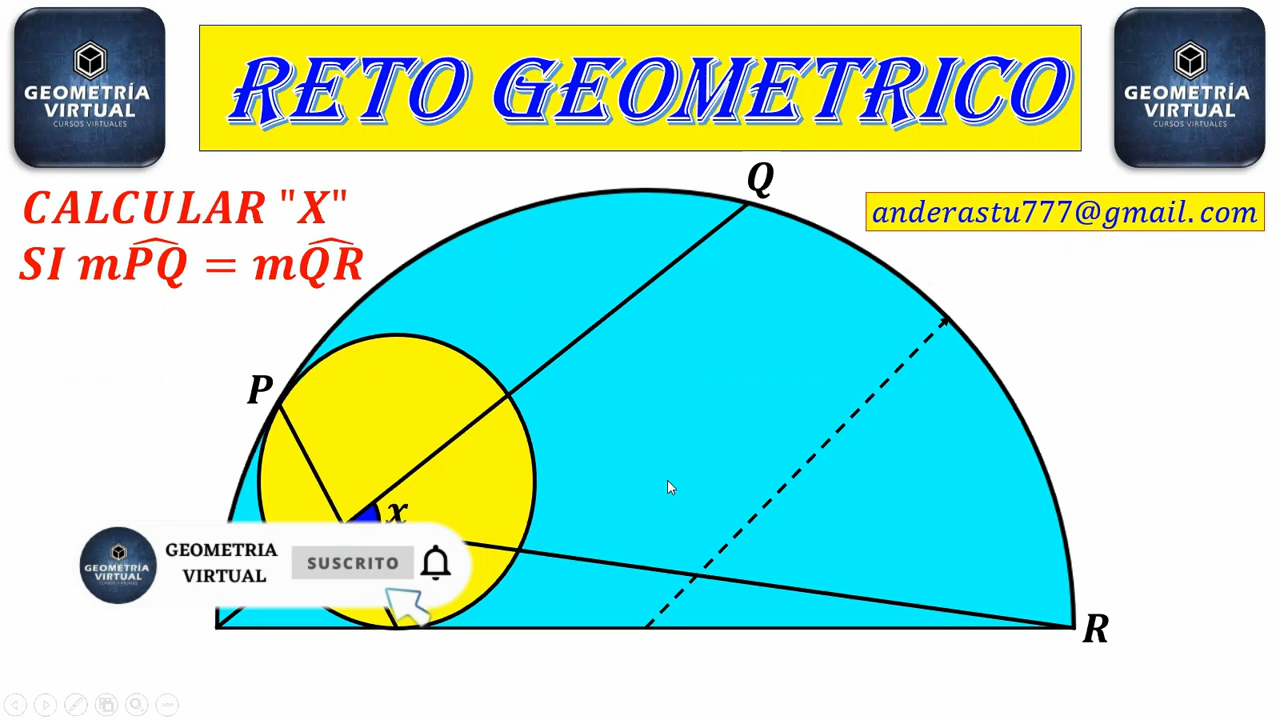 GEOMETRÍA
VIRTUAL
CURSOS VIRTUALES
RETO GEOMETRICO
GEOMETRÍA
VIRTUAL
CURSOS VIRTUALES
CALCULAR "X"
SI mPQ = mQR
anderastu777@gmail.com
Q
P
x
GEOMETRIA
VIRTUAL
SUSCRITO
R